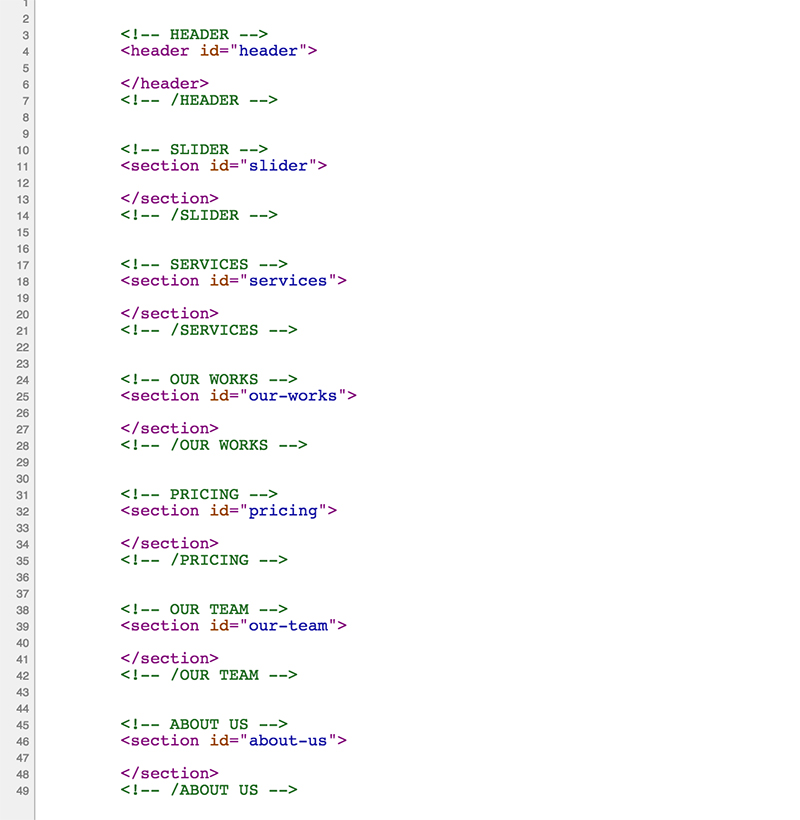 1
2
3 <!-- HEADER -->
4 <header id="header">
5
6 </header>
7 <!-- /HEADER -->
8
9
10 <!-- SLIDER -->
11 <section id="slider">
12
13 </section>
14 <!-- /SLIDER -->
15
16
17 <!-- SERVICES -->
18 <section id="services">
19
20 </section>
21 <!-- /SERVICES -->
22
23
24 <!-- OUR WORKS -->
25 <section id="our-works">
26
27 </section>
28 <!-- /OUR WORKS -->
29
30
31 <!-- PRICING -->
32 <section id="pricing">
33
34 </section>
35 <!-- /PRICING -->
36
37
38 <!-- OUR TEAM -->
39 <section id="our-team">
40
41 </section>
42 <!-- /OUR TEAM -->
43
44
45 <!-- ABOUT US -->
46 <section id="about-us">
47
48 </section>
49 <!-- /ABOUT US -->